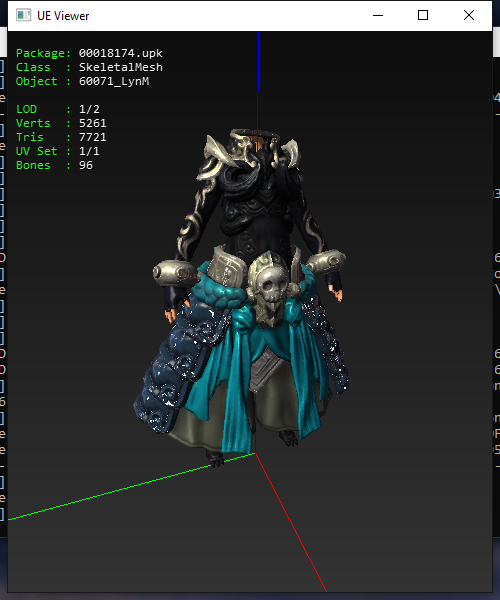 UE Viewer
Package: 00018174.upk
Class : SkeletalMesh
Object : 60071_LynM
LOD : 1/2
Verts : 5261
Tris : 7721
UV Set : 1/1
Bones : 96